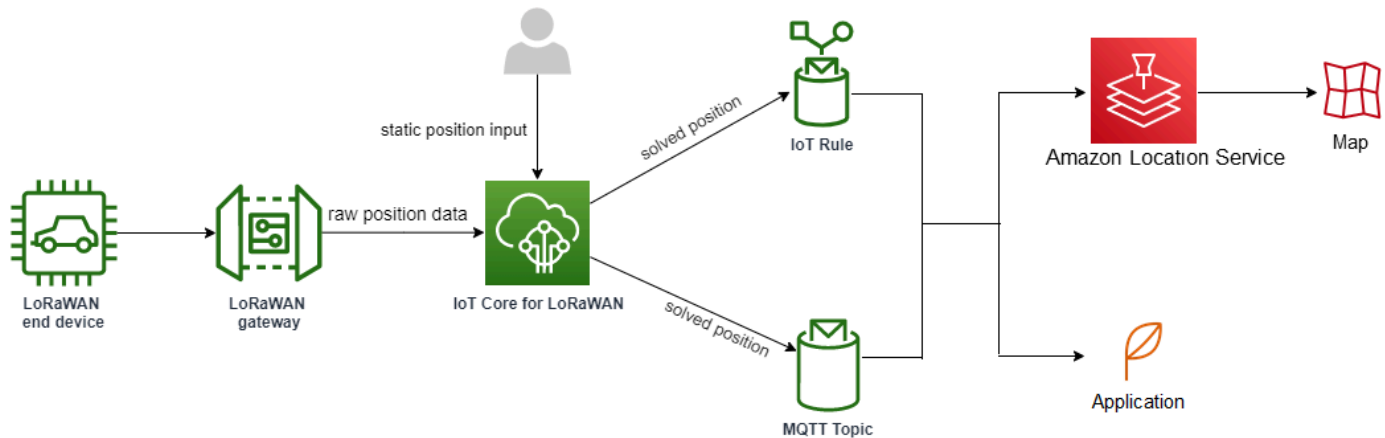 static position input
solved position
IoT Rule
Amazon Location Service
Map
raw position data
LoRaWAN
end device
LoRaWAN
gateway
IoT Core for LoRaWAN
solved position
MQTT Topic
Application